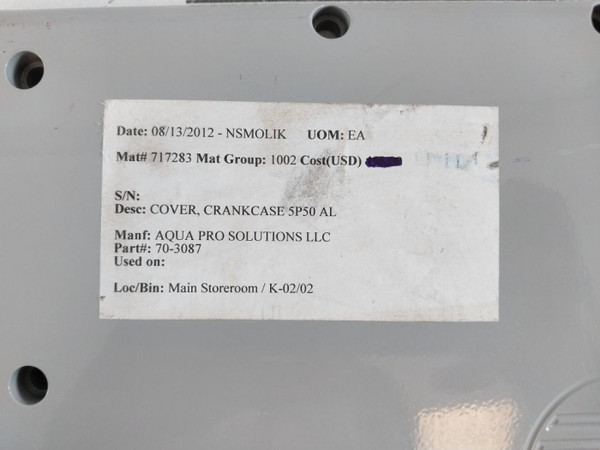 Date: 08/13/2012 - NSMOLIK UOM: EA
Mat# 717283 Mat Group: 1002 Cost(USD)
S/N:
Desc: COVER, CRANKCASE 5P50 AL
Manf: AQUA PRO SOLUTIONS LLC
Part#: 70-3087
Used on:
Loc/Bin: Main Storeroom / K-02/02